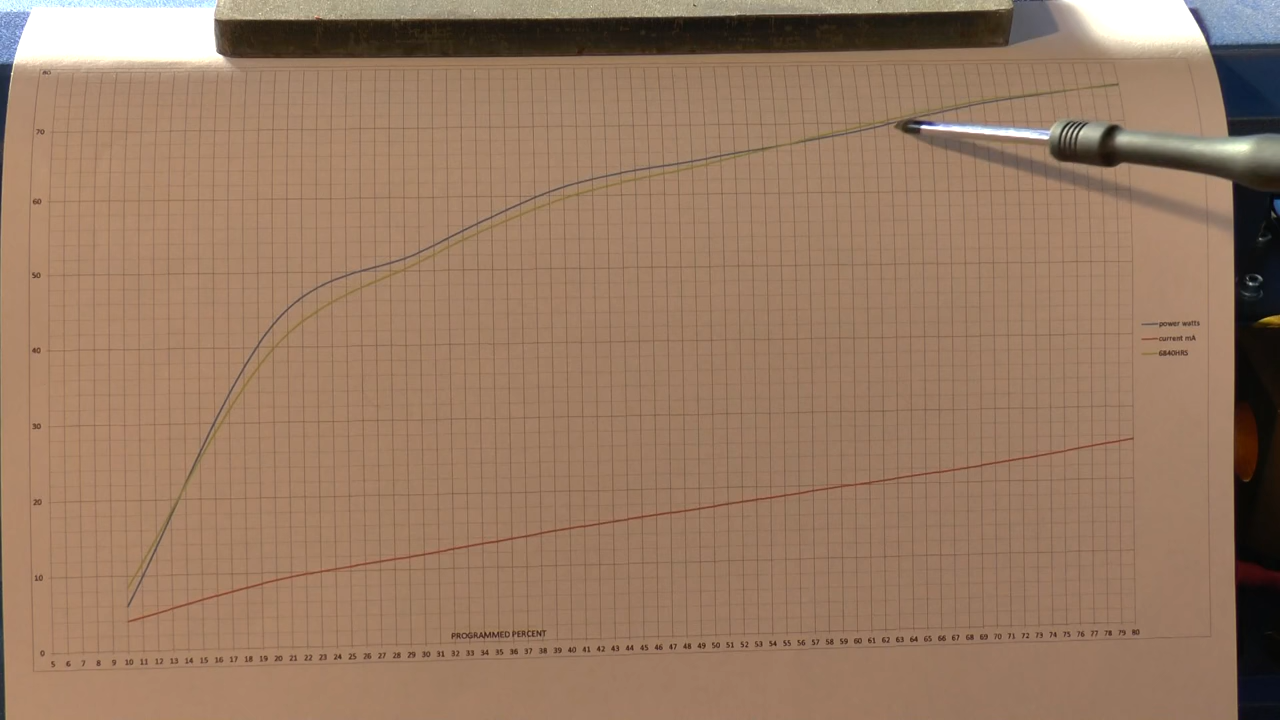 80
70
60
50
40
30
20
10
0
power watts
current mA
6840HRS
PROGRAMMED PERCENT
5 6 7 8 9 10 11 12 13 14 15 16 17 18 19 20 21 22 23 24 25 26 27 28 29 30 31 32 33 34 35 36 37 38 39 40 41 42 43 44 45 46 47 48 49 50 51 52 53 54 55 56 57 58 59 60 61 62 63 64 65 66 67 68 69 70 71 72 73 74 75 76 77 78 79 80